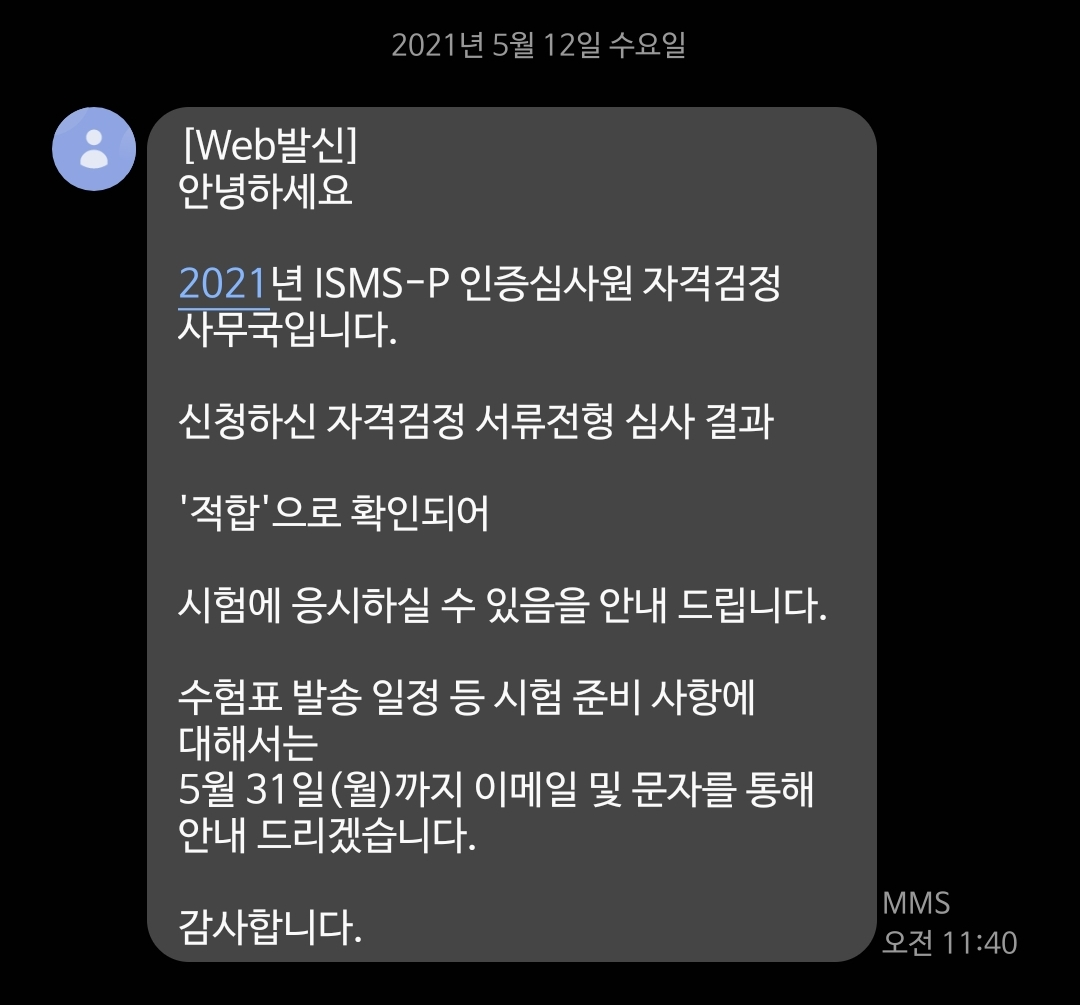 2021년 5월 12일 수요일
[Web발신]
안녕하세요
2021년 ISMS-P 인증심사원 자격검정
사무국입니다.
신청하신 자격검정 서류전형 심사 결과
'적합'으로 확인되어
시험에 응시하실 수 있음을 안내 드립니다.
수험표 발송 일정 등 시험 준비 사항에
대해서는
5월 31일(월)까지 이메일 및 문자를 통해
안내 드리겠습니다.
감사합니다.
MMS
오전 11:40